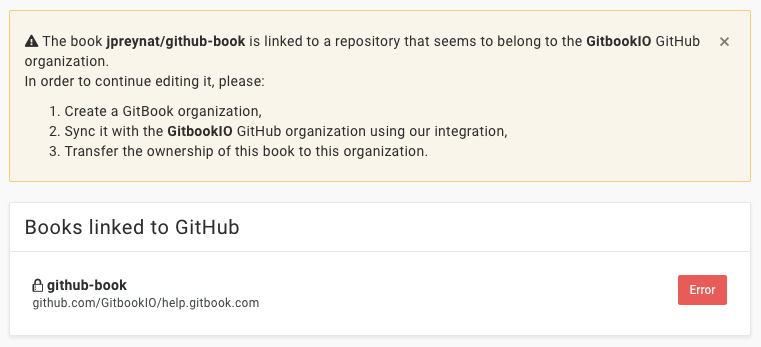 The book jpreynat/github-book is linked to a repository that seems to belong to the GitbookIO GitHub
organization.
In order to continue editing it, please:
1. Create a GitBook organization,
2. Sync it with the GitbookIO GitHub organization using our integration,
3. Transfer the ownership of this book to this organization.
Books linked to GitHub
github-book
github.com/GitbookIO/help.gitbook.com
Error